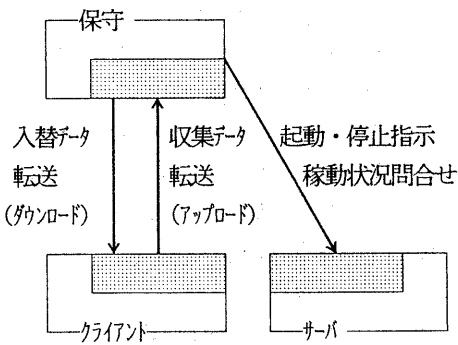 保守
入替データ
転送
(ダウンロード)
収集データ
転送
(アップロード)
起動・停止指示
稼動状況問合せ
クライアント
サーバ